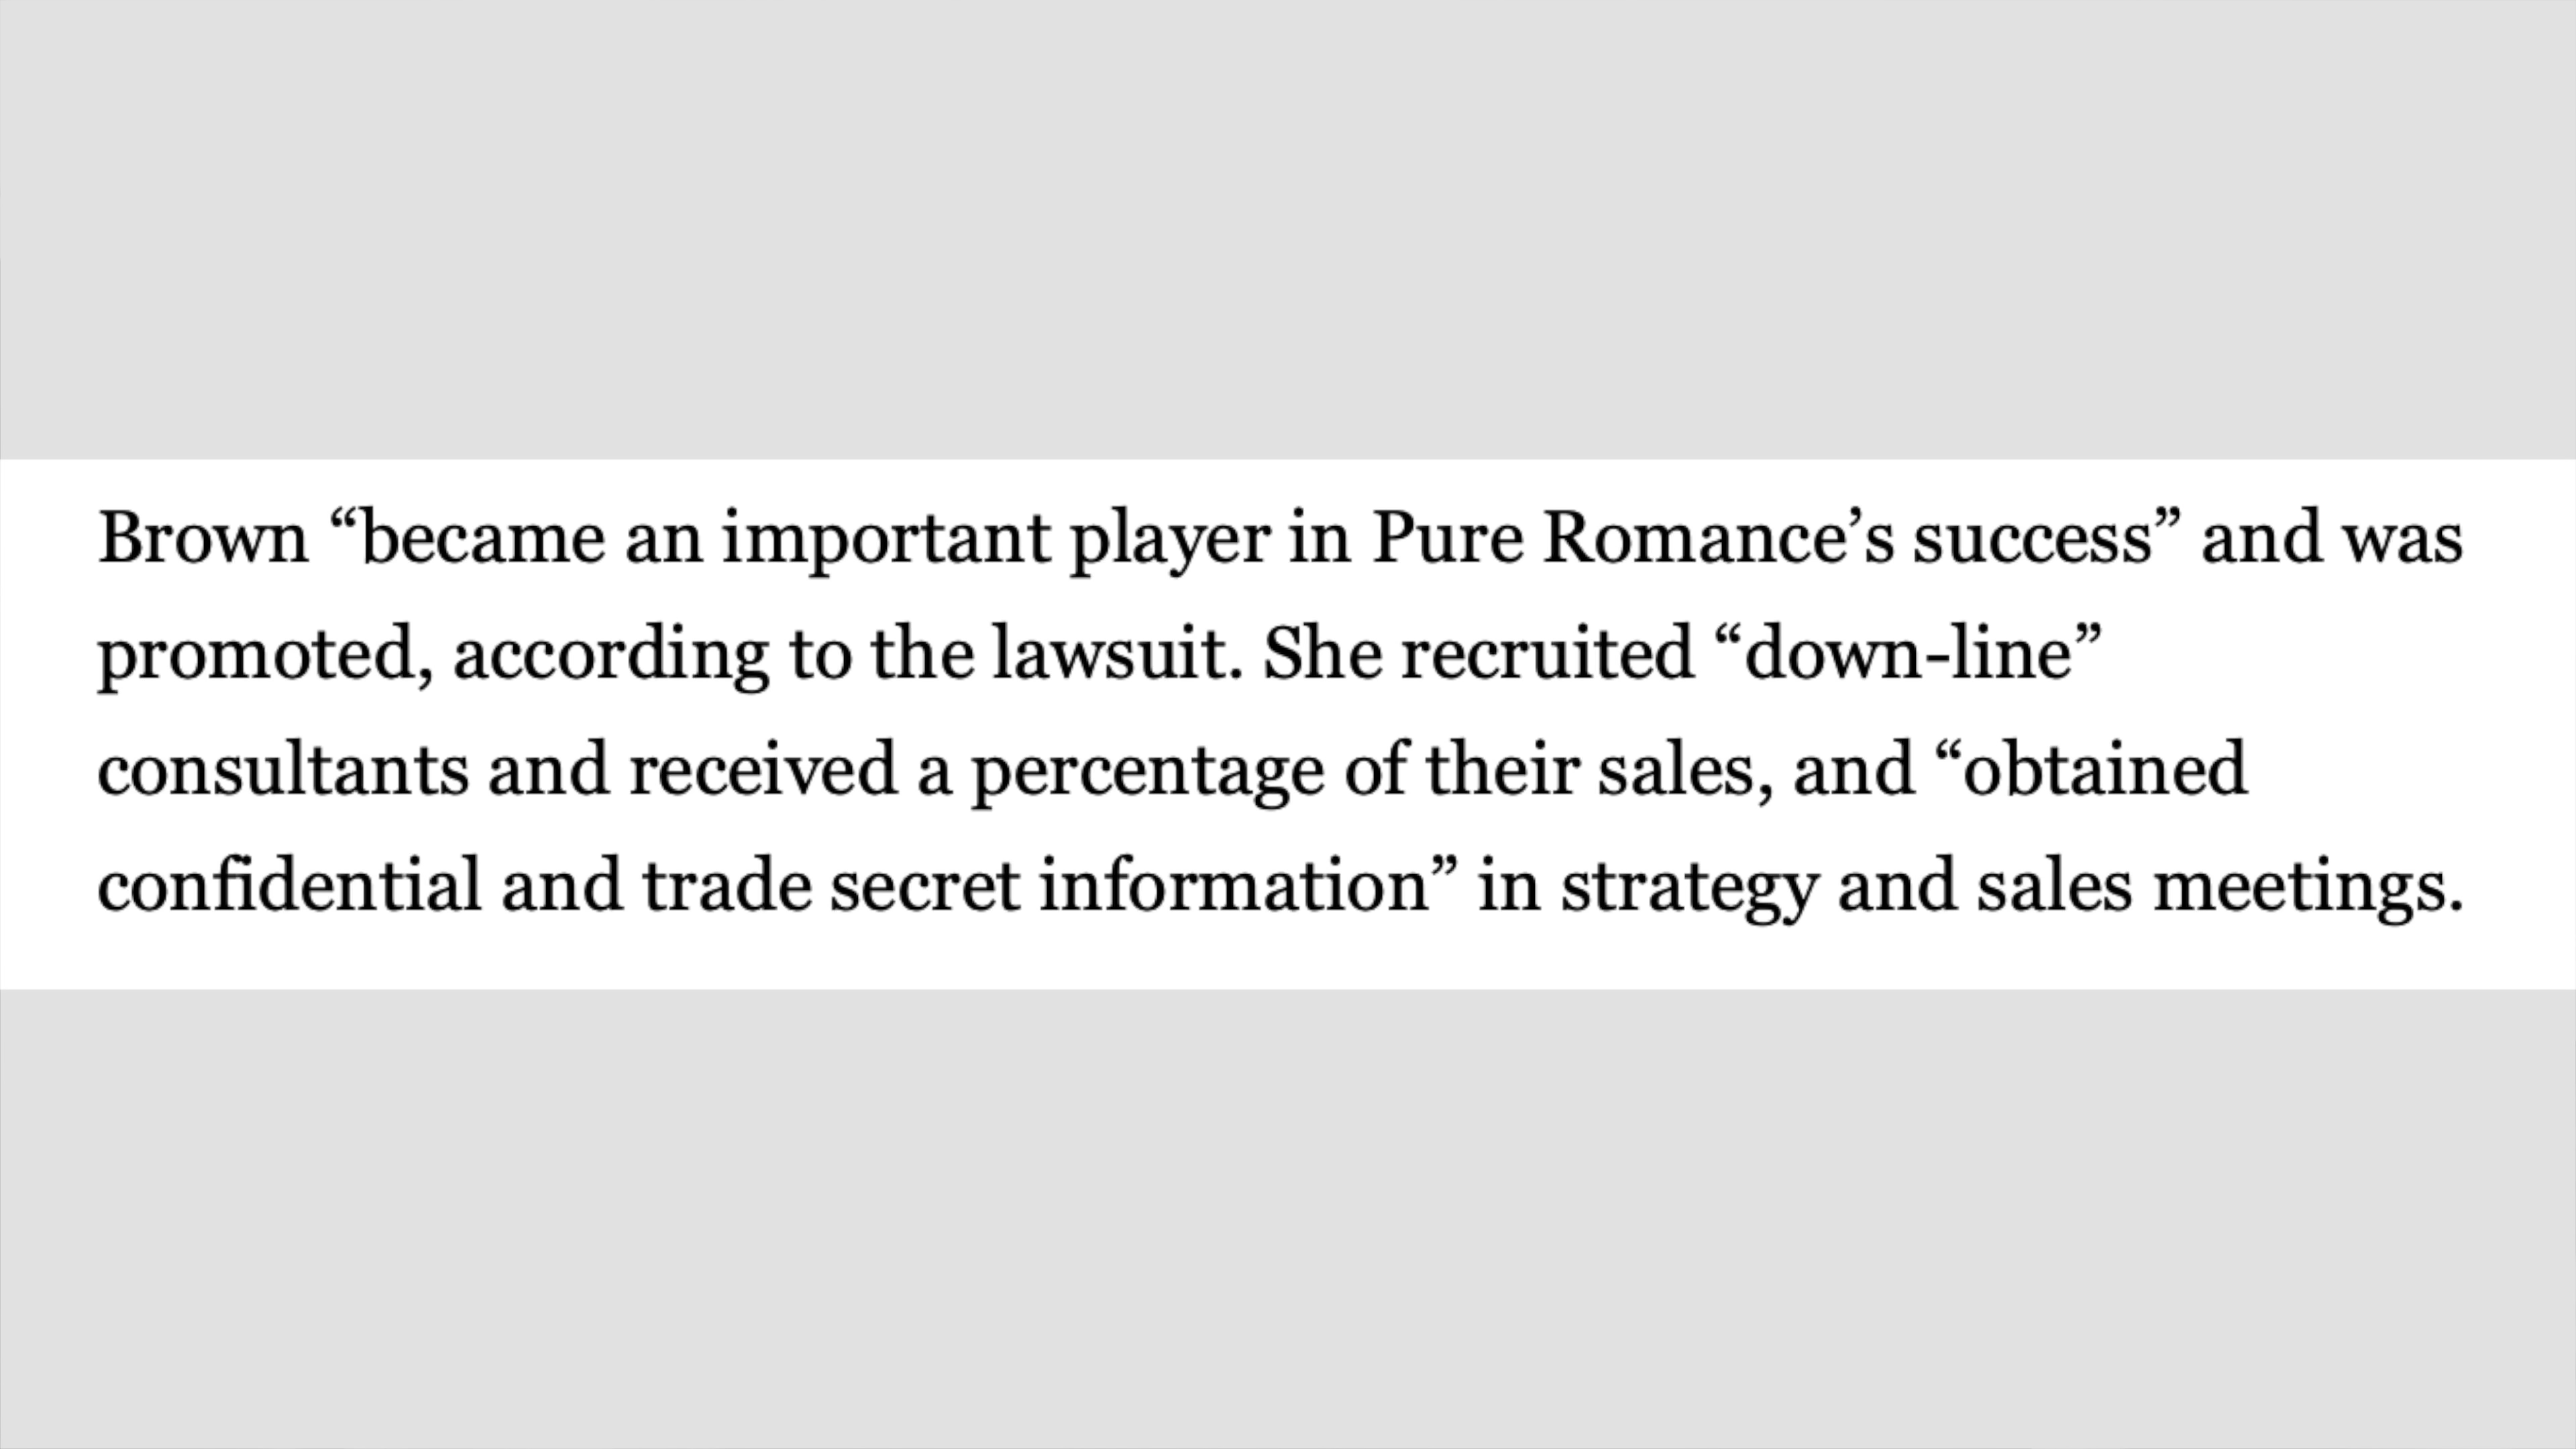 Brown “became an important player in Pure Romance’s success” and was
promoted, according to the lawsuit. She recruited “down-line”
consultants and received a percentage of their sales, and “obtained
confidential and trade secret information” in strategy and sales meetings.